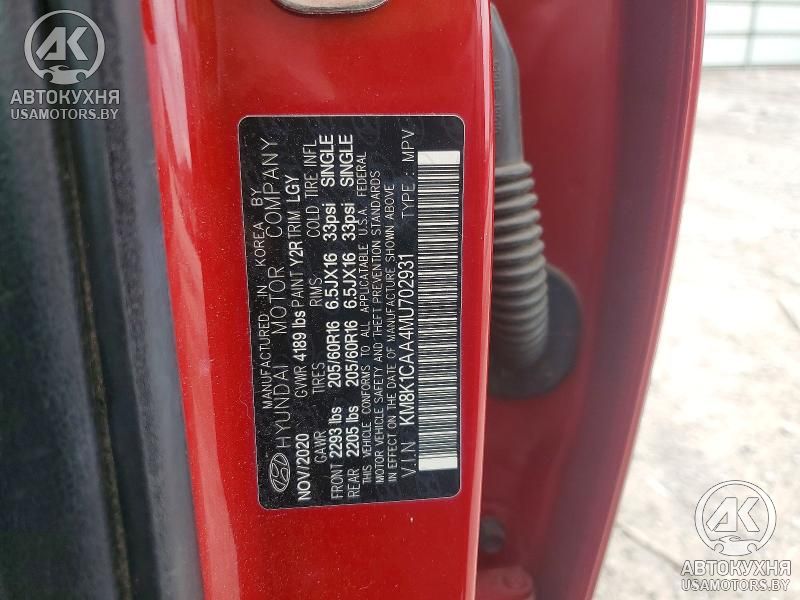 АК
АВТОКУХНЯ
USAMOTORS.BY
MANUFACTURED IN KOREA BY
HYUNDAI MOTOR COMPANY
NOV/2020 GVWR 4189 lbs PAINT Y2R TRIM LGY
GAWR TIRES RIMS COLD TIRE INFL
FRONT 2293 lbs 205/60R16 6.5JX16 33psi SINGLE
REAR 2205 lbs 205/60R16 6.5JX16 33psi SINGLE
THIS VEHICLE CONFORMS TO ALL APPLICABLE U.S.A. FEDERAL
MOTOR VEHICLE SAFETY AND THEFT PREVENTION STANDARDS
IN EFFECT ON THE DATE OF MANUFACTURE SHOWN ABOVE
VIN : KM8K1CAA4MU702931 TYPE : MPV
АК
АВТОКУХНЯ
USAMOTORS.BY